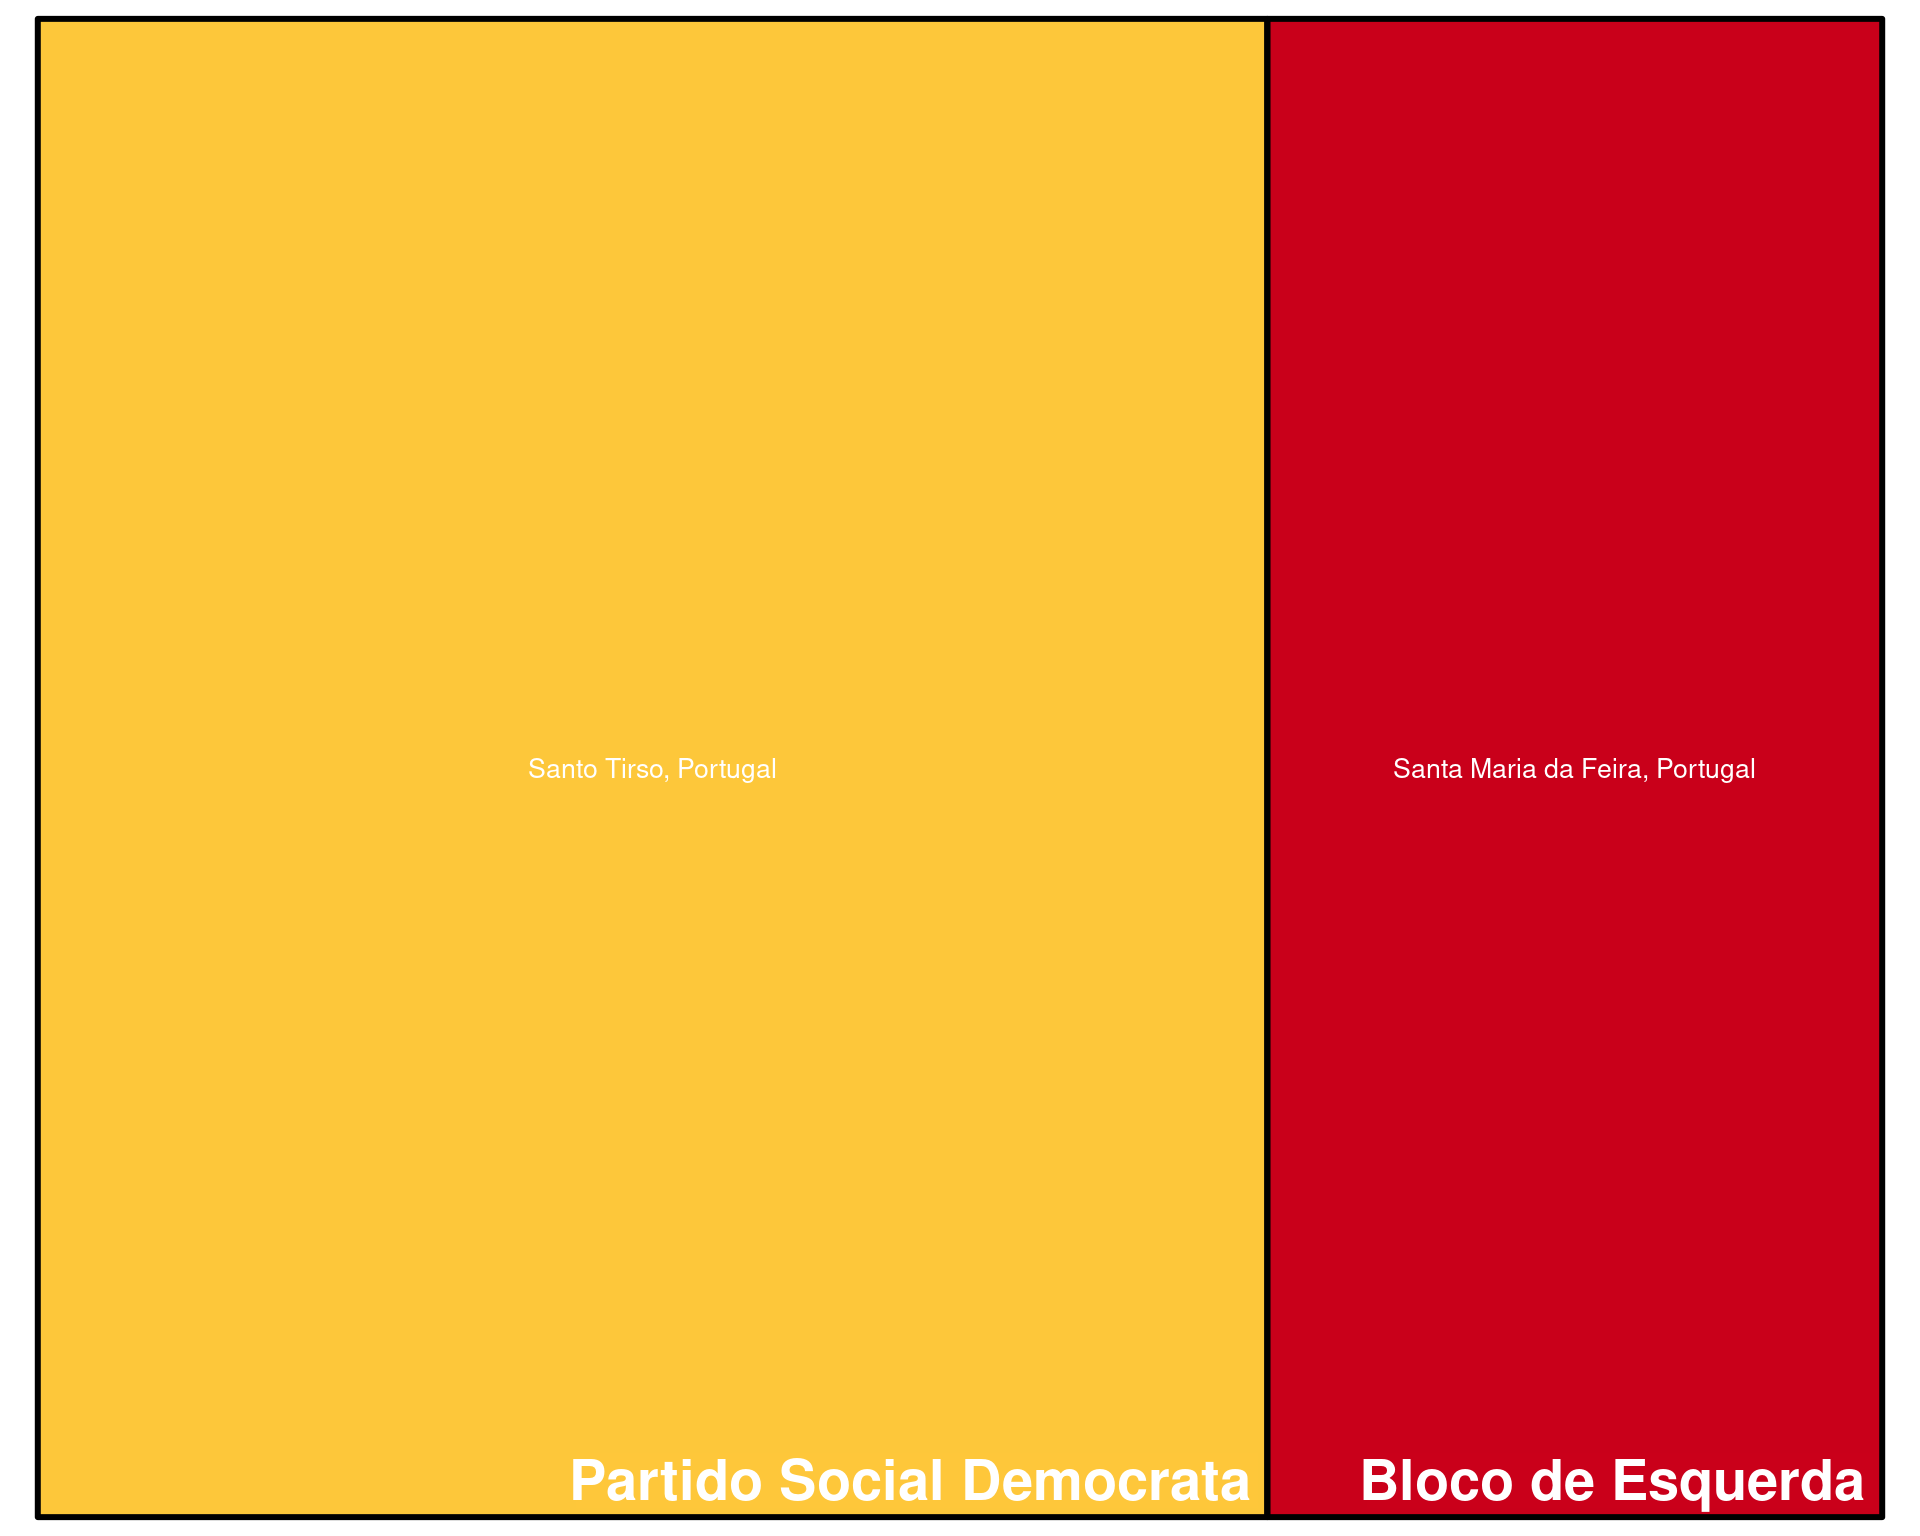 Santo Tirso, Portugal
Santa Maria da Feira, Portugal
Partido Social Democrata
Bloco de Esquerda